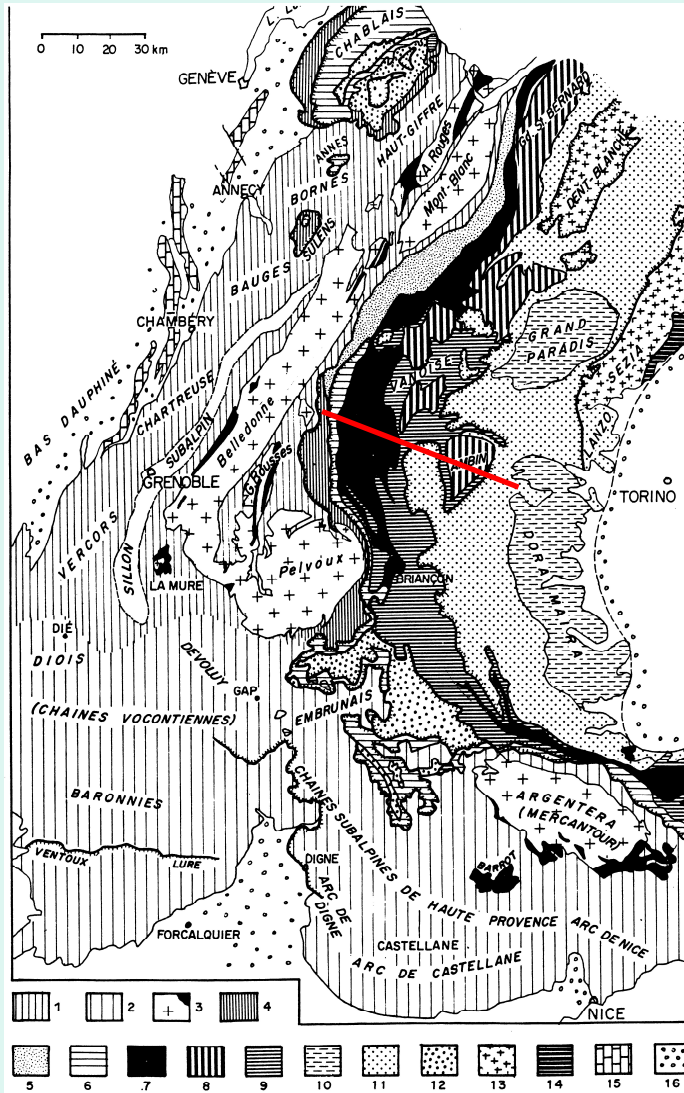 L. L
0 10 20 30 km
GENÈVE
CHABLAIS
HAUT-GIFFRE
A. Rouges
Mont-Blanc
Gd. St BERNARD
DENT BLANCHE
ANNES
ANNECY
BORNES
SULENS
BAUGES
CHAMBÉRY
GRAND PARADIS
VANOISE
SEZIA
LANZO
BAS DAUPHINÉ
CHARTREUSE
SUBALPIN
Belledonne
GRENOBLE
G. Rousses
AMBIN
TORINO
VERCORS
SILLON
LA MURE
Pelvoux
BRIANÇON
DORA MAIRA
DIÉ
DIOIS
DEVOLUY
GAP
EMBRUNAIS
(CHAINES VOCONTIENNES)
BARONNIES
VENTOUX
LURE
CHAINES SUBALPINES DE HAUTE PROVENCE
ARC DE NICE
ARGENTERA
(MERCANTOUR)
BARROT
DIGNE
ARC DE DIGNE
FORCALQUIER
CASTELLANE
ARC DE CASTELLANE
NICE
1 2 3 4
5 6 .7 8 9 10 11 12 13 14 15 16